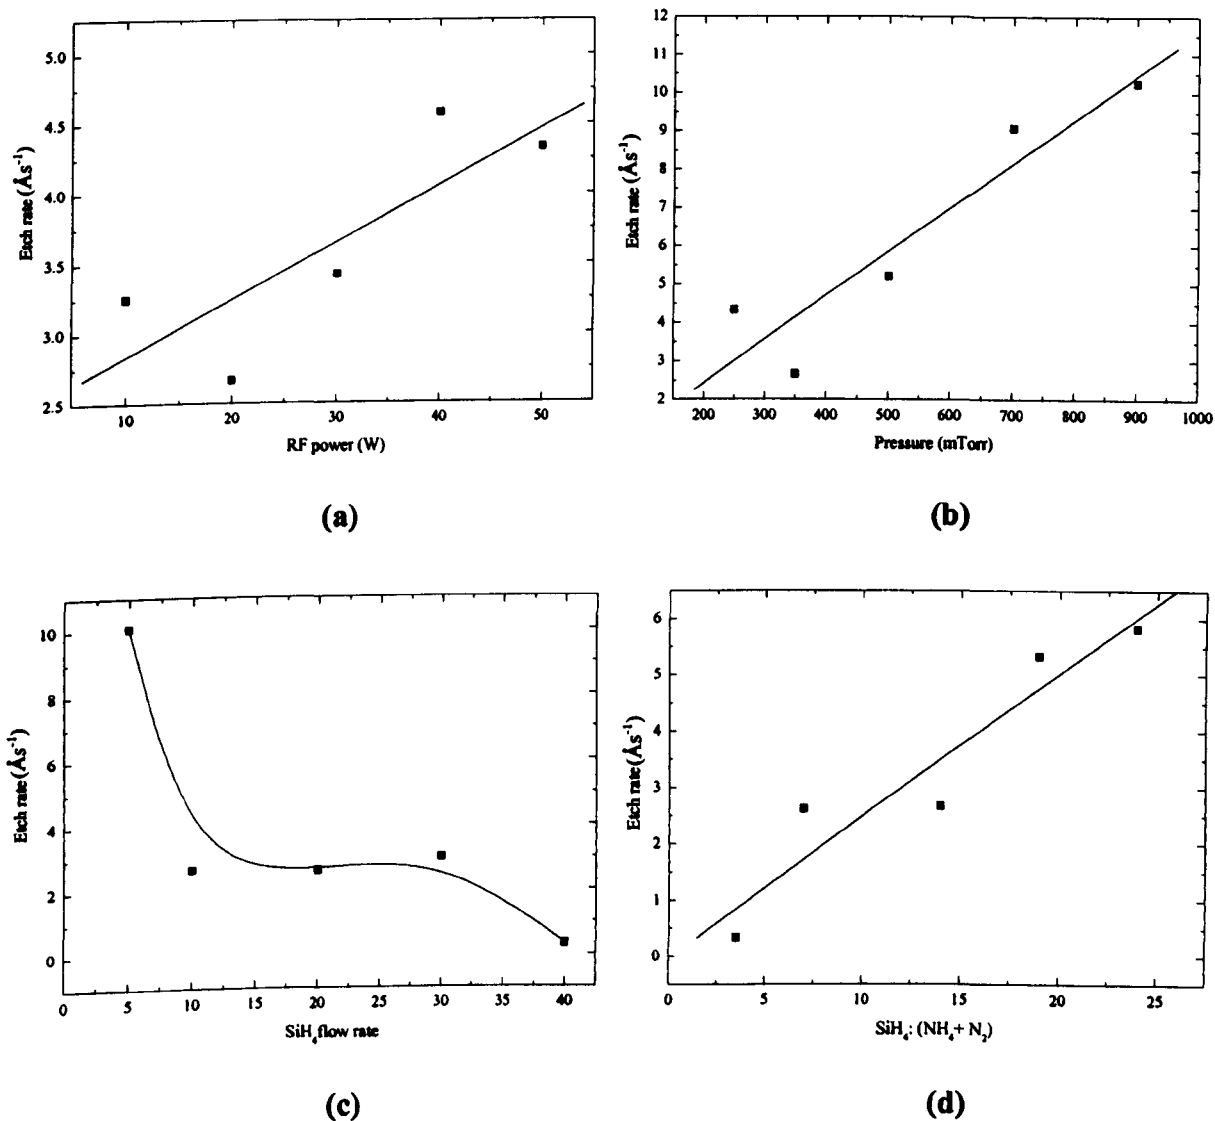 5.0
4.5
4.0
3.5
3.0
2.5
Etch rate (Ås⁻¹)
10 20 30 40 50
RF power (W)
(a)
12
11
10
9
8
7
6
5
4
3
2
Etch rate (Ås⁻¹)
200 300 400 500 600 700 800 900 1000
Pressure (mTorr)
(b)
10
8
6
4
2
0
Etch rate (Ås⁻¹)
0 5 10 15 20 25 30 35 40
SiH₄ flow rate
(c)
6
5
4
3
2
1
0
Etch rate (Ås⁻¹)
0 5 10 15 20 25
SiH₄: (NH₄+ N₂)
(d)